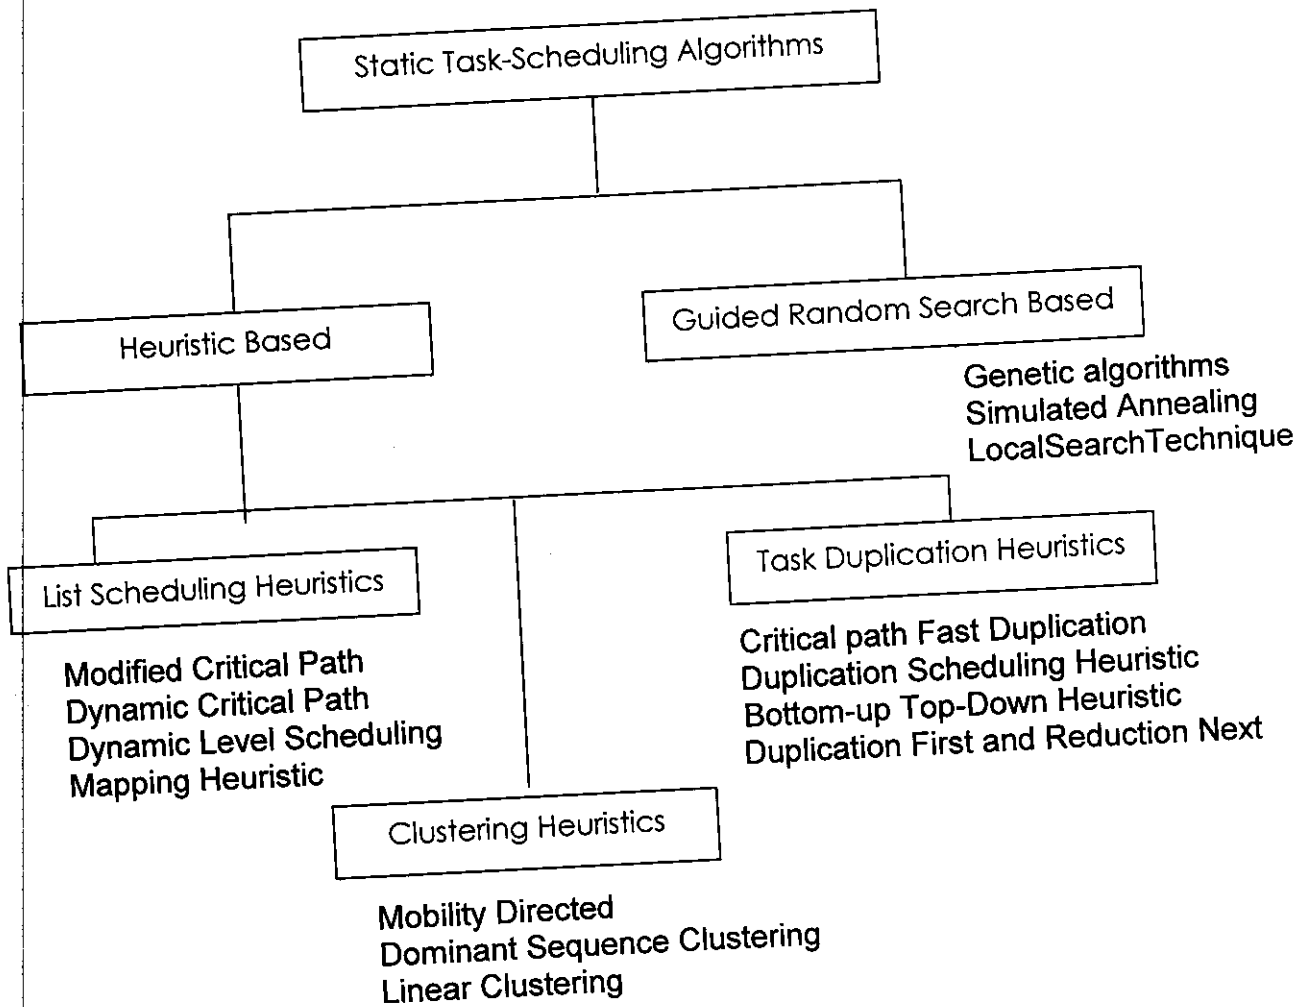 Static Task-Scheduling Algorithms
Heuristic Based
Guided Random Search Based
Genetic algorithms
Simulated Annealing
LocalSearchTechnique
List Scheduling Heuristics
Modified Critical Path
Dynamic Critical Path
Dynamic Level Scheduling
Mapping Heuristic
Task Duplication Heuristics
Critical path Fast Duplication
Duplication Scheduling Heuristic
Bottom-up Top-Down Heuristic
Duplication First and Reduction Next
Clustering Heuristics
Mobility Directed
Dominant Sequence Clustering
Linear Clustering